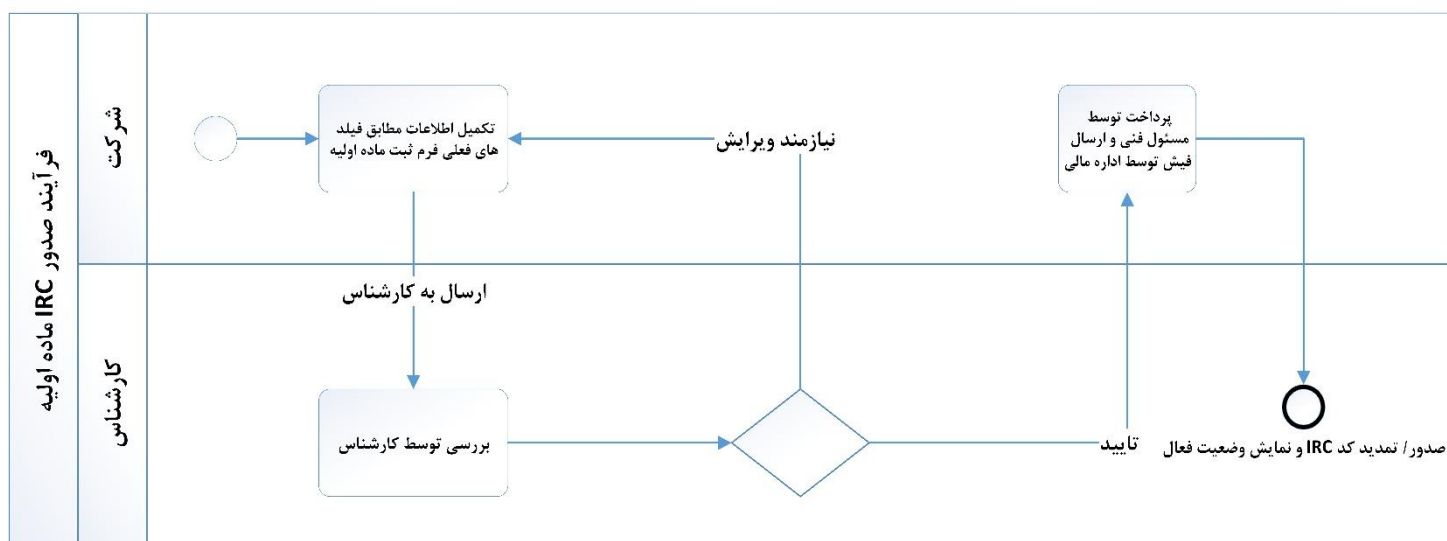 فرآیند صدور IRC ماده اولیه
شرکت
تکمیل اطلاعات مطابق فیلد
های فعلی فرم ثبت ماده اولیه
نیازمند ویرایش
پرداخت توسط
مسئول فنی و ارسال
فیش توسط اداره مالی
ارسال به کارشناس
کارشناس
بررسی توسط کارشناس
تایید
صدور/ تمدید کد IRC و نمایش وضعیت فعال